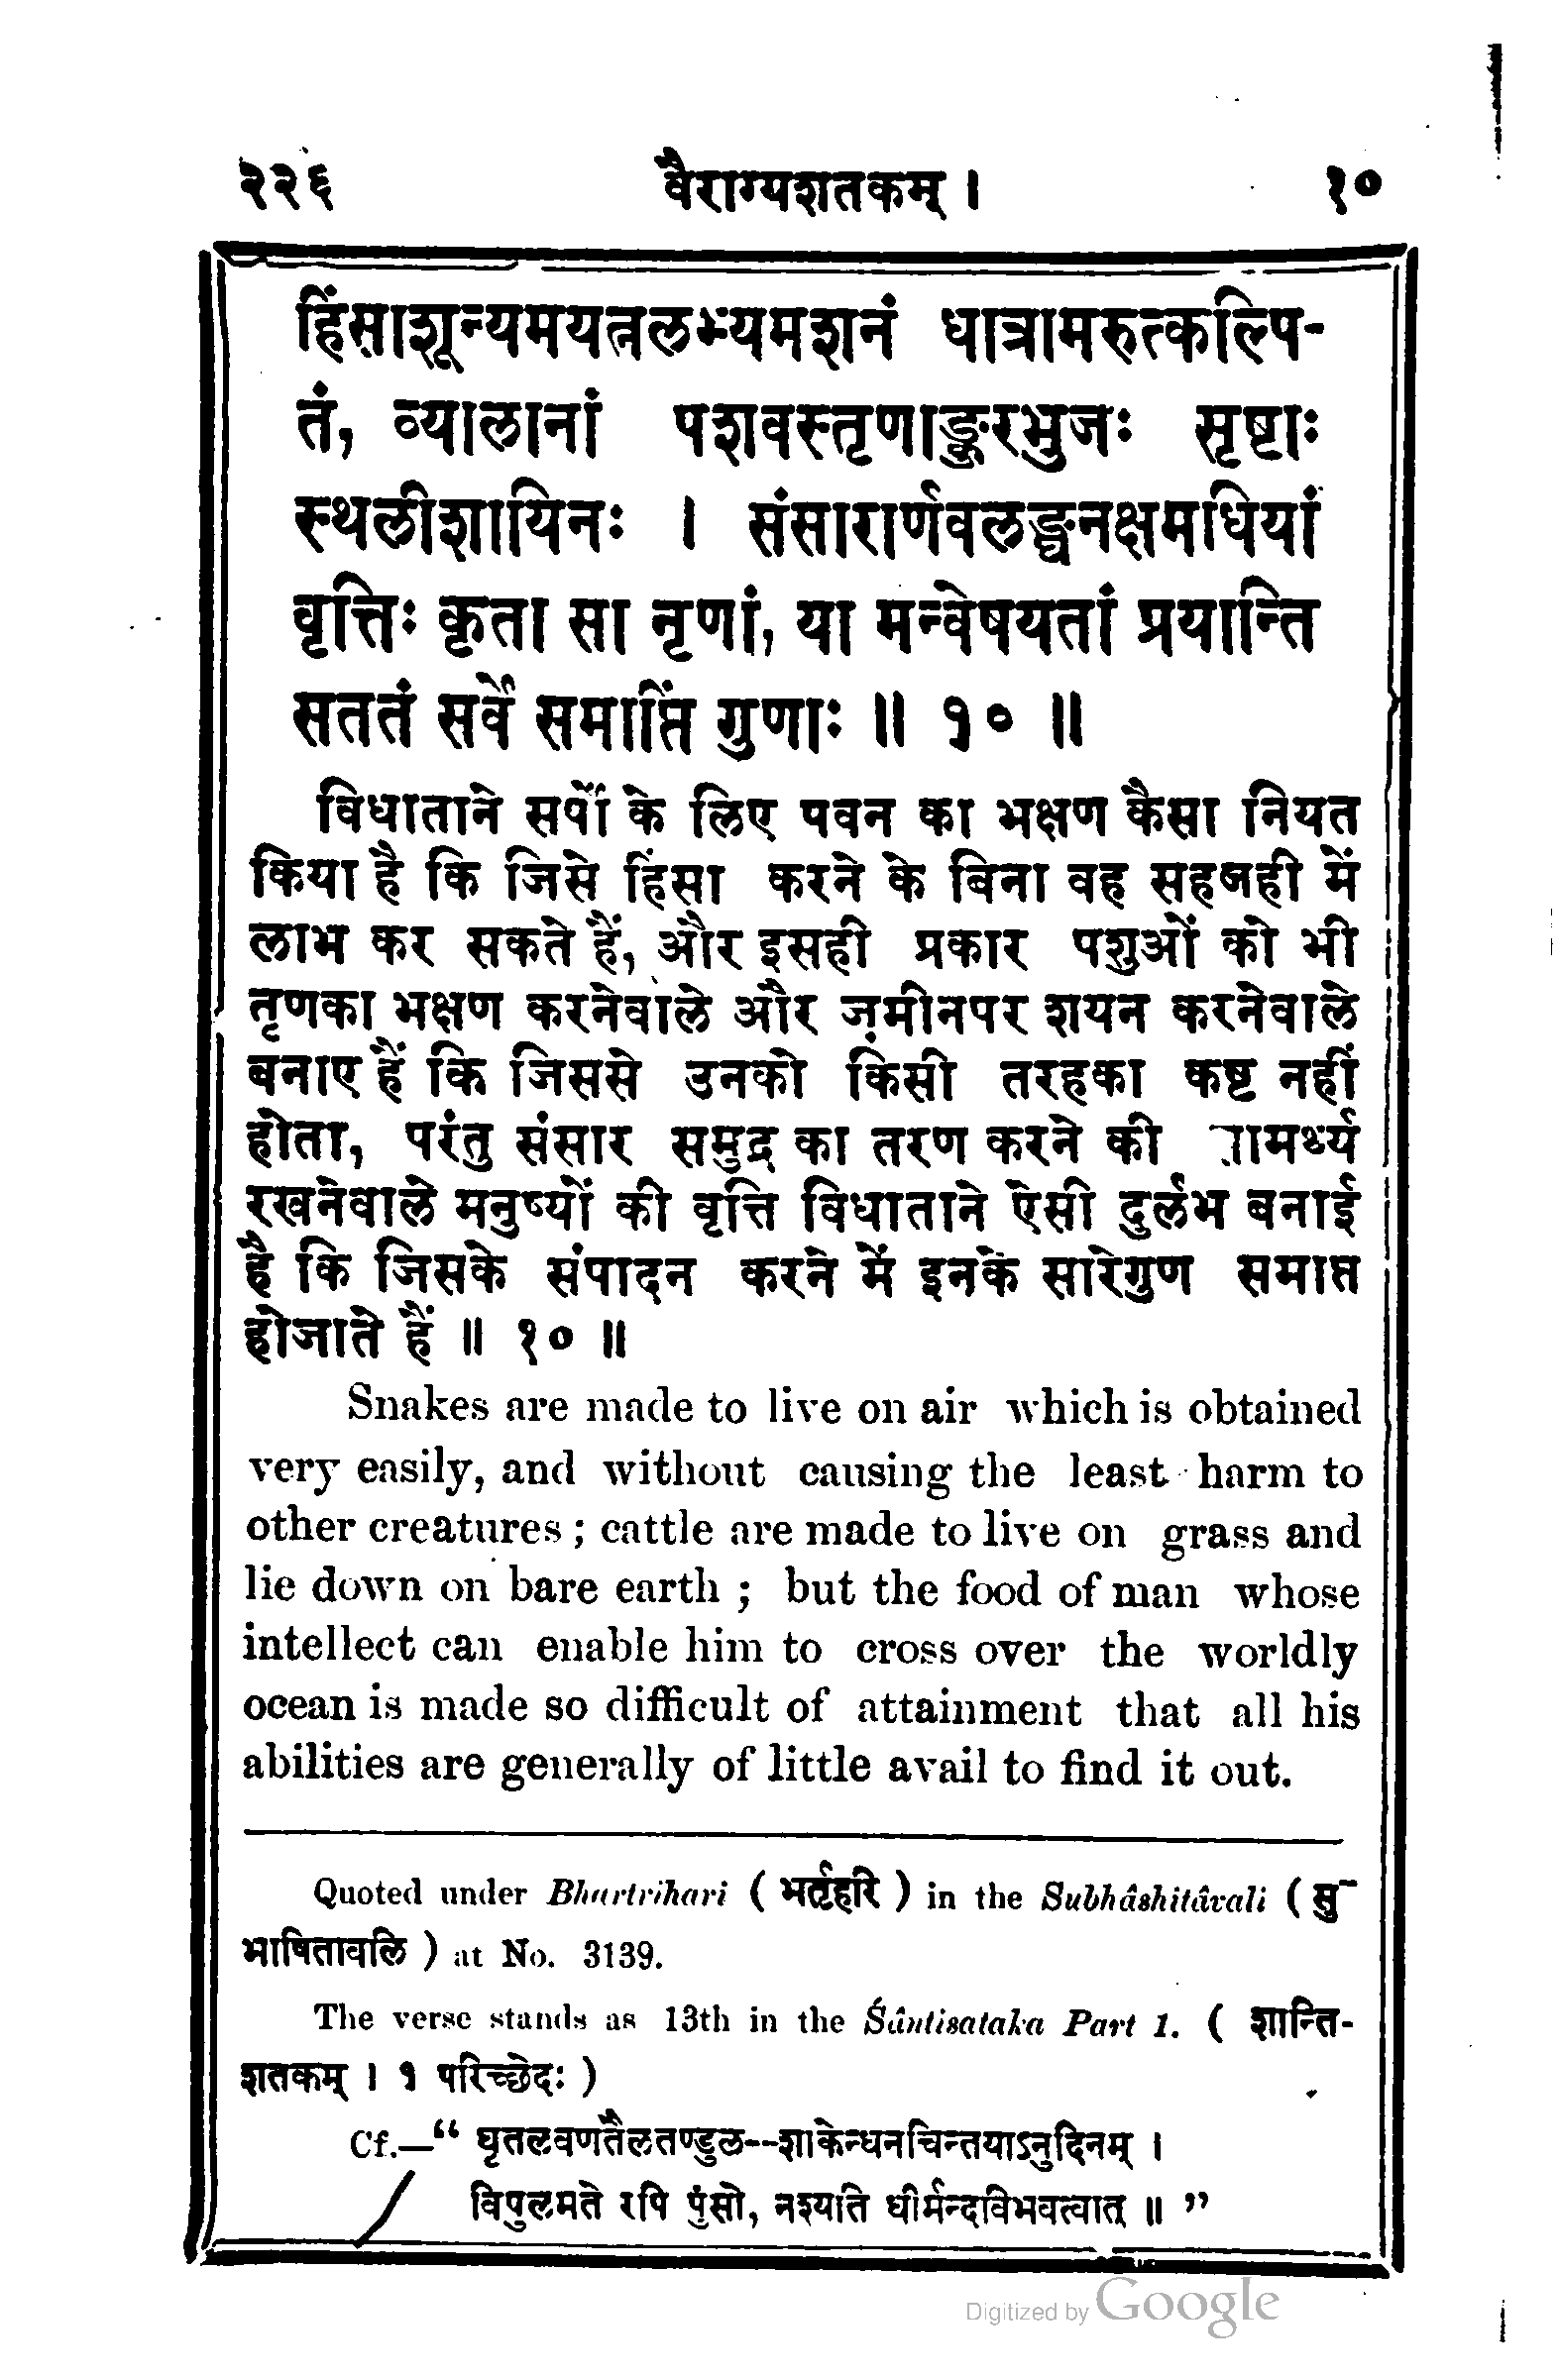 २२६ वैराग्यशतकम् । १०
हिंसाशून्यमयत्नलभ्यमशनं धात्रामरुत्कल्पि-
तं, व्यालानां पशवस्तृणाङ्कुरभुजः सृष्टाः
स्थलीशायिनः । संसारार्णवलङ्घनक्षमधियां
वृत्तिः कृता सा नृणां, या मन्वेषयतां प्रयान्ति
सततं सर्वे समाप्तिं गुणाः ॥ १० ॥
विधाताने सर्पों के लिए पवन का भक्षण कैसा नियत
किया है कि जिसे हिंसा करने के बिना वह सहजही में
लाभ कर सकते हैं, और इसही प्रकार पशुओं को भी
तृणका भक्षण करनेवाले और ज़मीनपर शयन करनेवाले
बनाए हैं कि जिससे उनको किसी तरहका कष्ट नहीं
होता, परंतु संसार समुद्र का तरण करने की ामर्थ्य
रखनेवाले मनुष्यों की वृत्ति विधाताने ऐसी दुर्लभ बनाई
है कि जिसके संपादन करने में इनके सारेगुण समाप्त
होजाते हैं ॥ १० ॥
Snakes are made to live on air which is obtained
very easily, and without causing the least harm to
other creatures ; cattle are made to live on grass and
lie down on bare earth ; but the food of man whose
intellect can enable him to cross over the worldly
ocean is made so difficult of attainment that all his
abilities are generally of little avail to find it out.
Quoted under Bhartrihari ( भर्तृहरि ) in the Subhâshitâvali ( सु-
भाषितावलि ) at No. 3139.
The verse stands as 13th in the Śântisataka Part 1. ( शान्ति-
शतकम् । १ परिच्छेदः )
Cf.—“ घृतलवणतैलतण्डुल--शाकेन्धनचिन्तयाऽनुदिनम् ।
विपुलमते रपि पुंसो, नश्यति धीर्मन्दविभवत्वात् ॥ ”
Digitized by Google